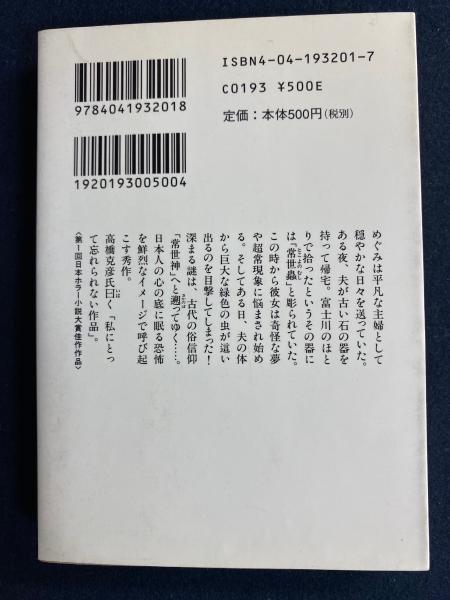 ISBN4-04-193201-7
C0193 ¥500E
定価：本体500円(税別)
9784041932018
1920193005004
めぐみは平凡な主婦として
穏やかな日々を送っていた。
ある夜、夫が古い石の器を
持って帰宅。富士川のほと
りで拾ったというその器に
は『常世蟲』と彫られていた。
とこよのむし
この時から彼女は奇怪な夢
や超常現象に悩まされ始め
る。そしてある日、夫の体
から巨大な緑色の虫が這い
出るのを目撃してしまった!
深まる謎は、古代の俗信仰
「常世神」へと遡ってゆく……。
さかのぼ
日本人の心の底に眠る恐怖
を鮮烈なイメージで呼び起
こす秀作。
高橋克彦氏曰く「私にとっ
いわ
て忘れられない作品」。
〈第1回日本ホラー小説大賞佳作作品〉